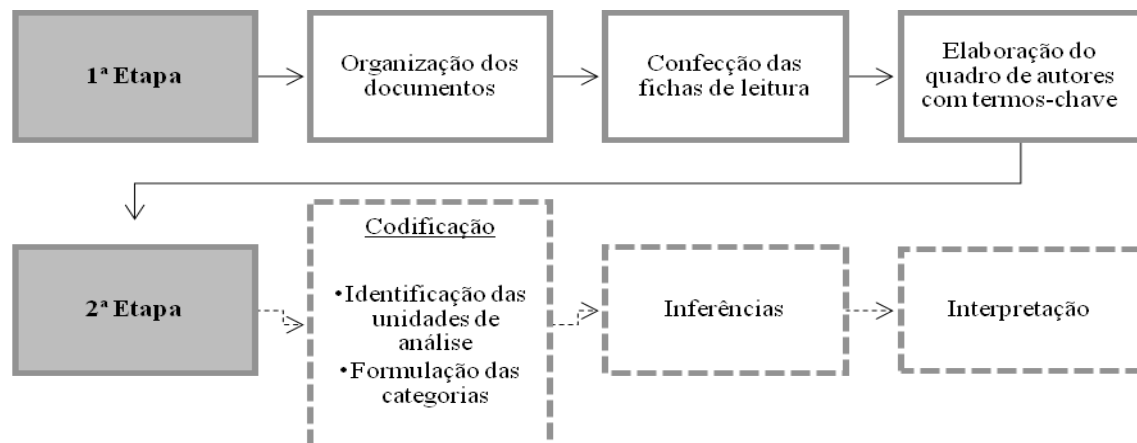 1ª Etapa
Organização dos
documentos
Confecção das
fichas de leitura
Elaboração do
quadro de autores
com termos-chave
2ª Etapa
Codificação
•Identificação das
unidades de
análise
•Formulação das
categorias
Inferências
Interpretação